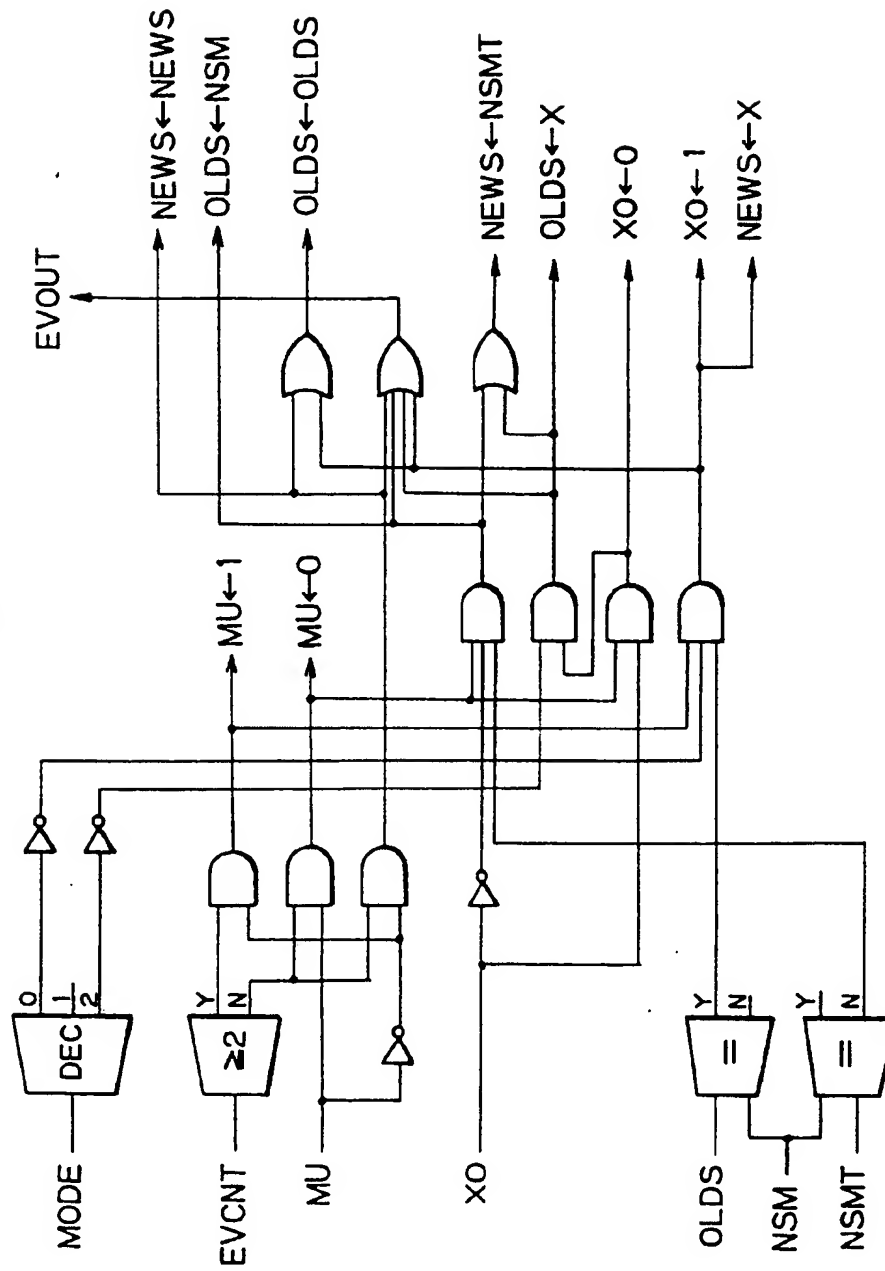 EVOUT
NEWS←NEWS
OLDS←NSM
OLDS←OLDS
MU←1
MU←0
NEWS←NSMT
OLDS←X
XO←0
XO←1
NEWS←X
MODE
DEC
0
1
2
EVCNT
≥2
Y
N
MU
XO
OLDS
NSM
NSMT
=
Y
N
=
Y
N